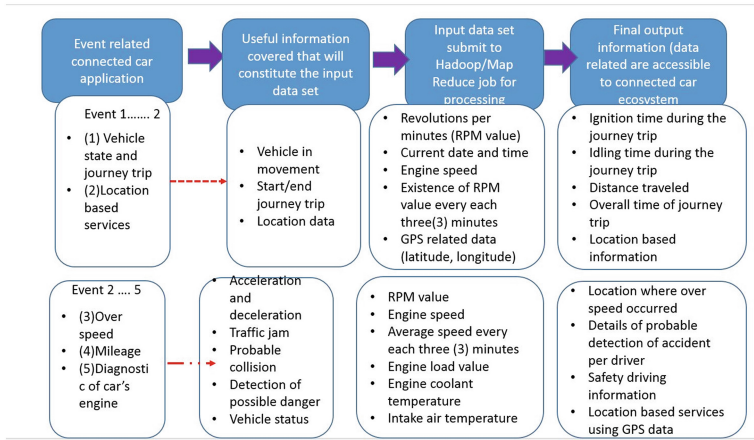 Event related
connected car
application
Useful information
covered that will
constitute the input
data set
Input data set
submit to
Hadoop/Map
Reduce job for
processing
Final output
information (data
related are accessible
to connected car
ecosystem
Event 1....... 2
• (1) Vehicle
state and
journey trip
• (2)Location
based
services
• Vehicle in
movement
• Start/end
journey trip
• Location data
• Revolutions per
minutes (RPM value)
• Current date and time
• Engine speed
• Existence of RPM
value every each
three(3) minutes
• GPS related data
(latitude, longitude)
• Ignition time during the
journey trip
• Idling time during the
journey trip
• Distance traveled
• Overall time of journey
trip
• Location based
information
Event 2 .... 5
• (3)Over
speed
• (4)Mileage
• (5)Diagnosti
c of car's
engine
• Acceleration
and
deceleration
• Traffic jam
• Probable
collision
• Detection of
possible danger
• Vehicle status
• RPM value
• Engine speed
• Average speed every
each three (3) minutes
• Engine load value
• Engine coolant
temperature
• Intake air temperature
• Location where over
speed occurred
• Details of probable
detection of accident
per driver
• Safety driving
information
• Location based services
using GPS data